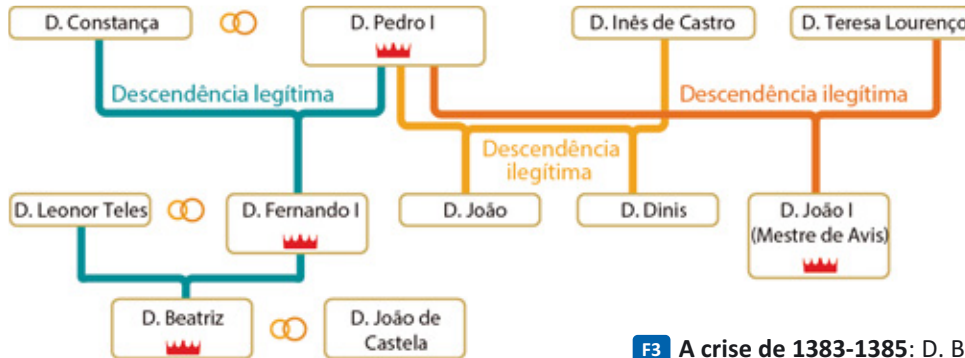 D. Constança
D. Pedro I
D. Inês de Castro
D. Teresa Lourenço
Descendência legítima
Descendência ilegítima
Descendência
ilegítima
D. Leonor Teles
D. Fernando I
D. João
D. Dinis
D. João I
(Mestre de Avis)
D. Beatriz
D. João de
Castela
F3 A crise de 1383-1385: D. B